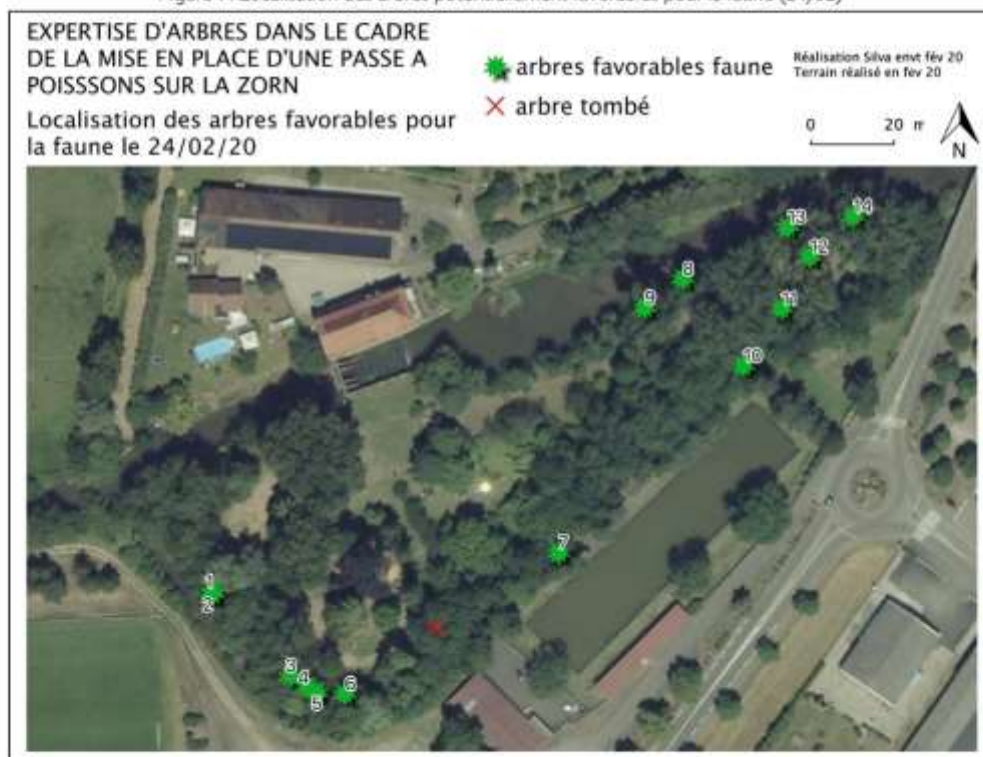 EXPERTISE D'ARBRES DANS LE CADRE
DE LA MISE EN PLACE D'UNE PASSE A
POISSSONS SUR LA ZORN
Localisation des arbres favorables pour
la faune le 24/02/20
arbres favorables faune
arbre tombé
Réalisation Silva envt fév 20
Terrain réalisé en fev 20
0 20 m
N
14
13
12
8
9
11
10
7
1
2
3
4
5
6